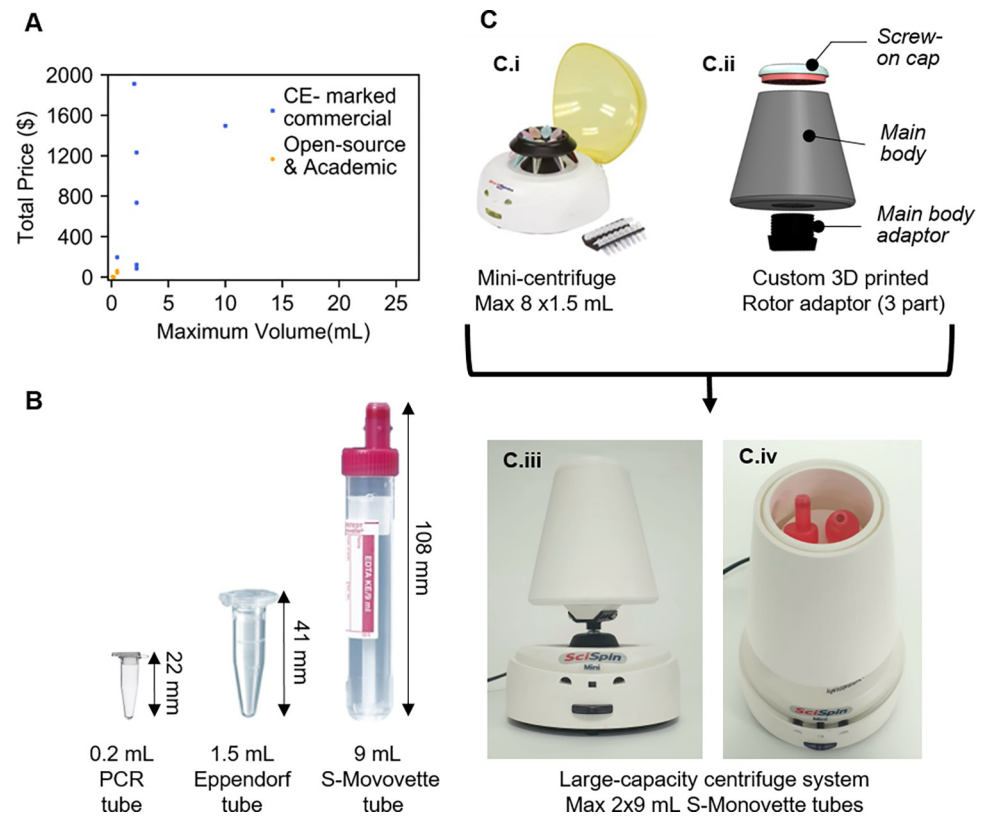 A
2000
1600
1200
800
400
0
Total Price ($)
0 5 10 15 20 25
Maximum Volume(mL)
CE- marked
commercial
Open-source
& Academic
B
22 mm
41 mm
108 mm
EDTA KE/9 ml
0.2 mL
PCR
tube
1.5 mL
Eppendorf
tube
9 mL
S-Movovette
tube
C
C.i
Mini-centrifuge
Max 8 x1.5 mL
C.ii
Screw-
on cap
Main
body
Main body
adaptor
Custom 3D printed
Rotor adaptor (3 part)
C.iii
SciSpin
Mini
C.iv
SciSpin
Mini
Large-capacity centrifuge system
Max 2x9 mL S-Monovette tubes